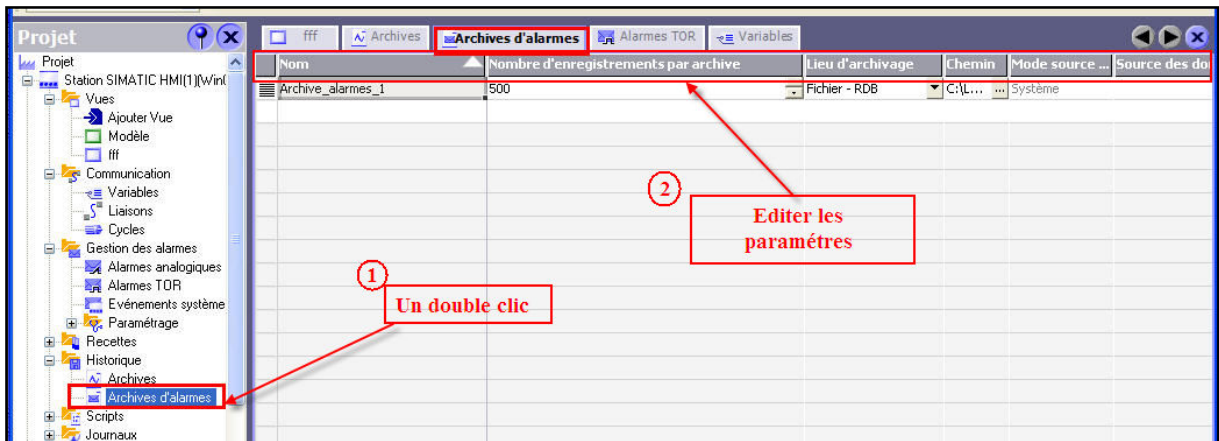 Projet
fff
Archives
Archives d'alarmes
Alarmes TOR
Variables
Projet
Station SIMATIC HMI(1)(Win(
Vues
Ajouter Vue
Modèle
fff
Communication
Variables
Liaisons
Cycles
Gestion des alarmes
Alarmes analogiques
Alarmes TOR
Evénements système
Paramétrage
Recettes
Historique
Archives
Archives d'alarmes
Scripts
Journaux
Nom Nombre d'enregistrements par archive Lieu d'archivage Chemin Mode source ... Source des do
Archive_alarmes_1 500 Fichier - RDB C:\L... ... Système
1
Un double clic
2
Editer les
paramétres